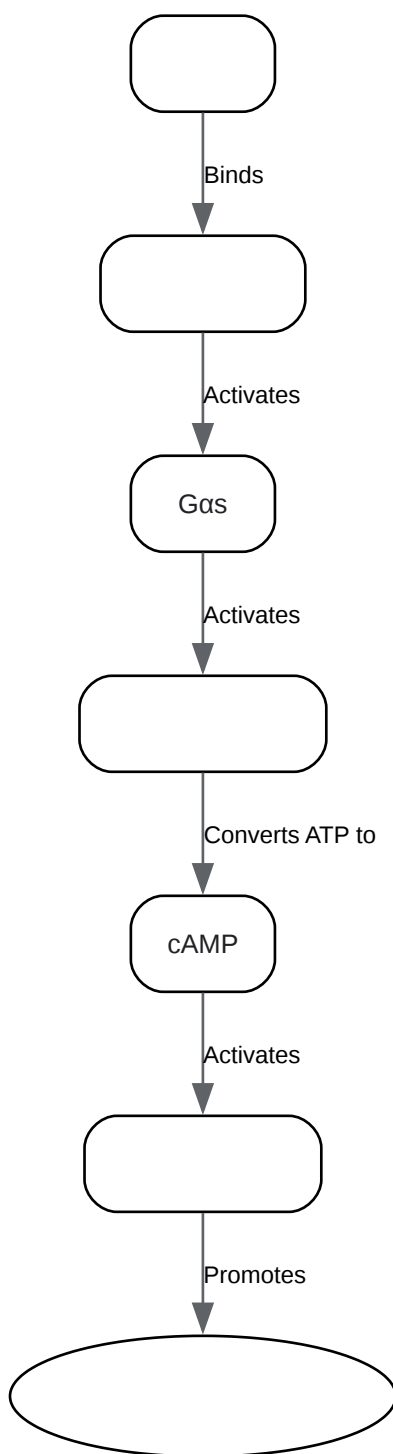 Binds
Activates
Gαs
Activates
Converts ATP to
cAMP
Activates
Promotes